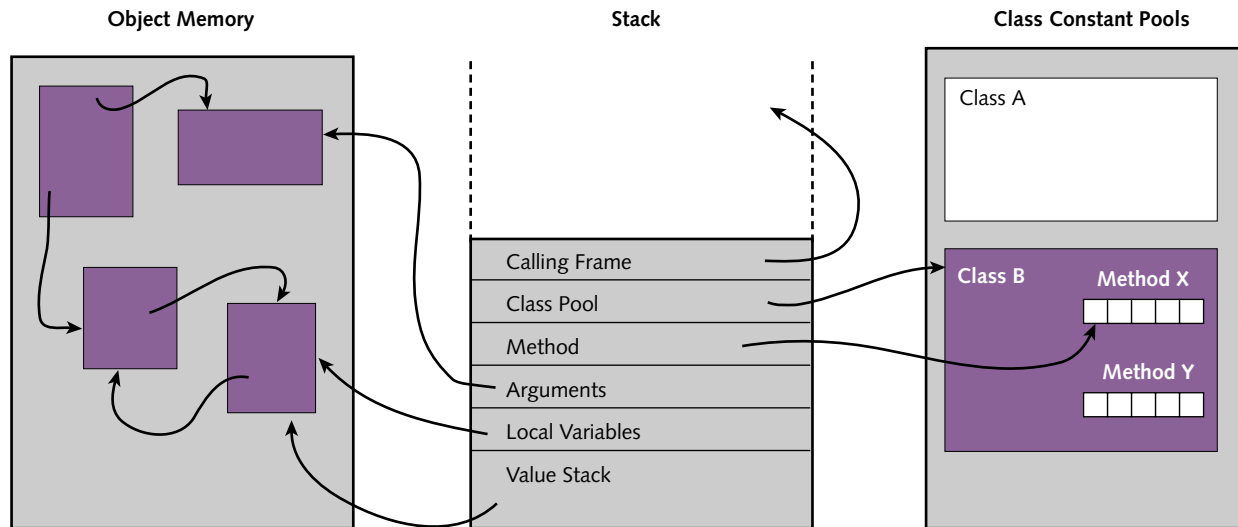 Object Memory
Stack
Class Constant Pools
Calling Frame
Class Pool
Method
Arguments
Local Variables
Value Stack
Class A
Class B
Method X
Method Y